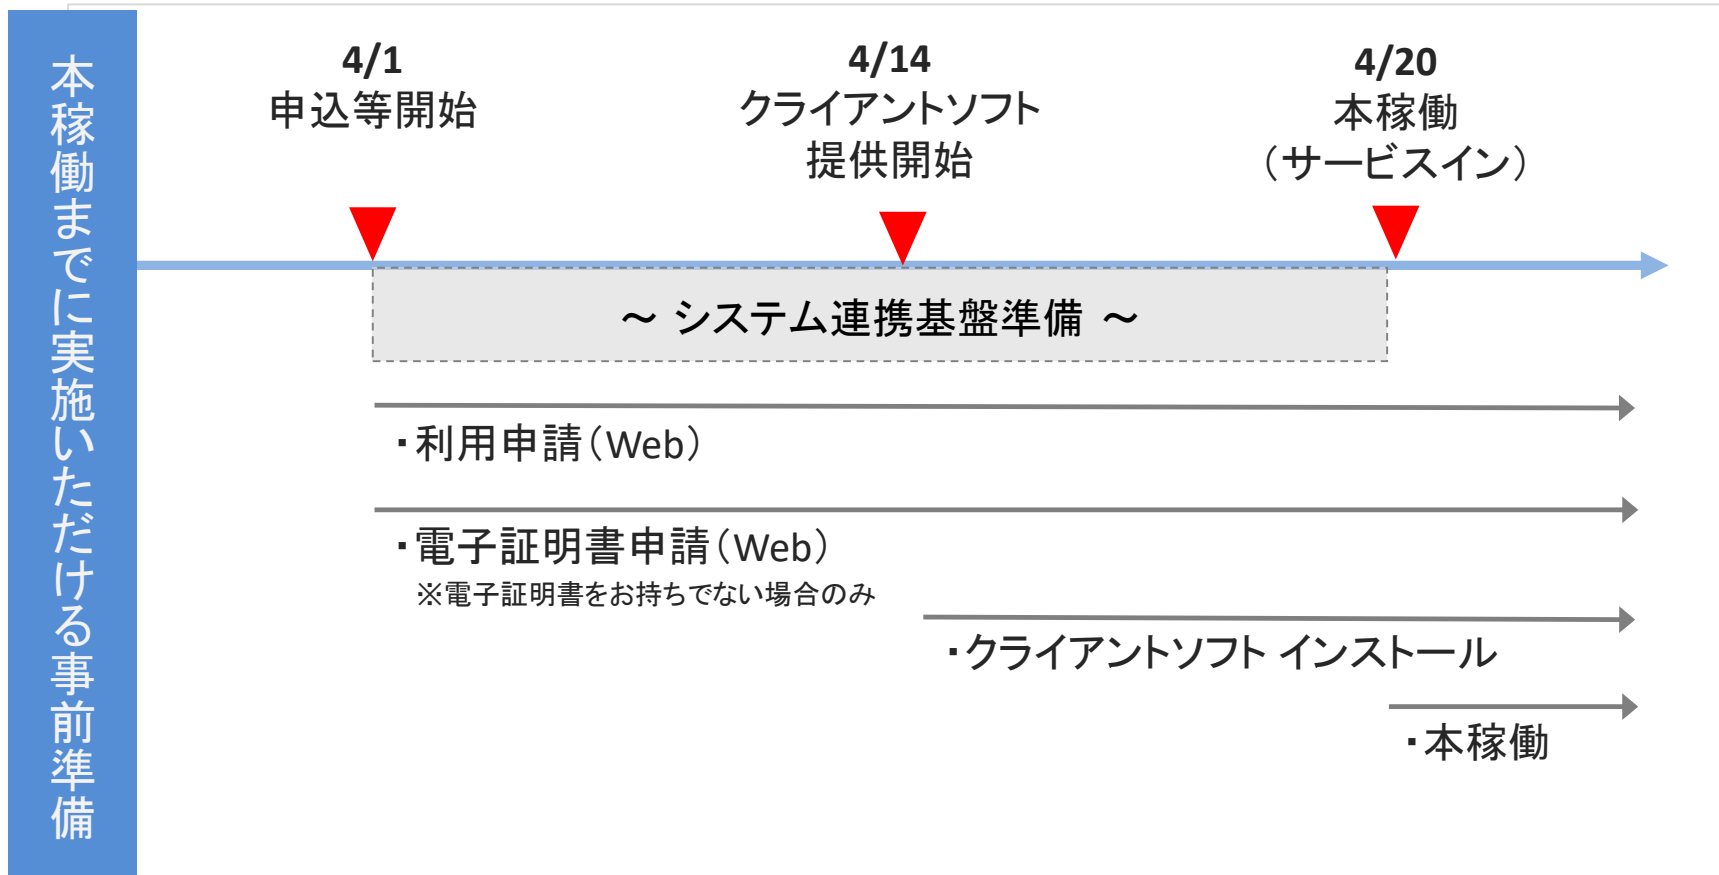 本稼働までに実施いただける事前準備
4/1
申込等開始
4/14
クライアントソフト
提供開始
4/20
本稼働
（サービスイン）
～ システム連携基盤準備 ～
・利用申請（Web）
・電子証明書申請（Web）
※電子証明書をお持ちでない場合のみ
・クライアントソフト インストール
・本稼働